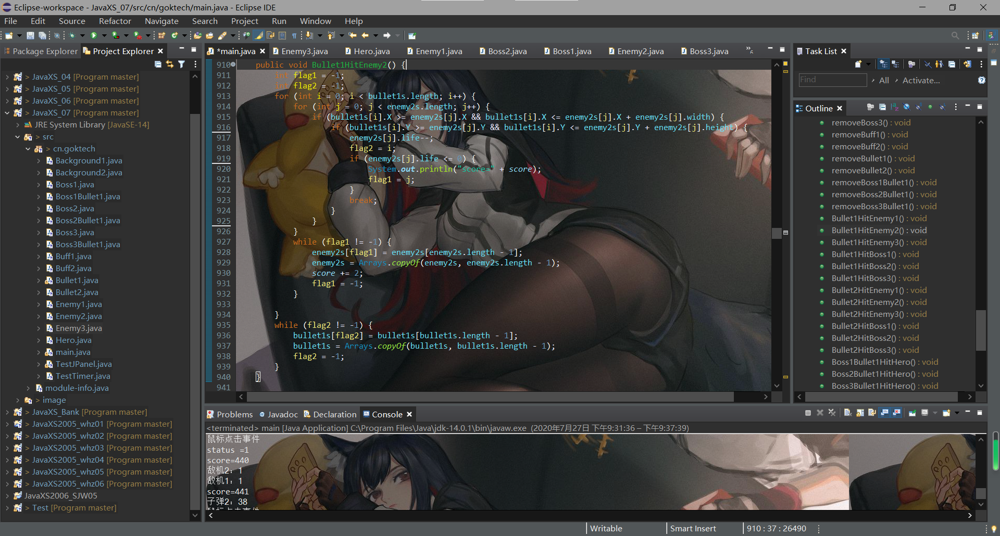 Eclipse-workspace - JavaXS_07/src/cn/goktech/main.java - Eclipse IDE
File Edit Source Refactor Navigate Search Project Run Window Help
Package Explorer
Project Explorer
> JavaXS_04 [Program master]
> JavaXS_05 [Program master]
> JavaXS_06 [Program master]
> JavaXS_07 [Program master]
JRE System Library [JavaSE-14]
> src
> cn.goktech
Background1.java
Background2.java
Boss1.java
Boss1Bullet1.java
Boss2.java
Boss2Bullet1.java
Boss3.java
Boss3Bullet1.java
Buff1.java
Buff2.java
Bullet1.java
Bullet2.java
Enemy1.java
Enemy2.java
Enemy3.java
Hero.java
main.java
TestJPanel.java
TestTimer.java
module-info.java
> image
> JavaXS_Bank [Program master]
> JavaXS2005_whz01 [Program master]
> JavaXS2005_whz02 [Program master]
> JavaXS2005_whz03 [Program master]
> JavaXS2005_whz04 [Program master]
> JavaXS2005_whz05 [Program master]
> JavaXS2005_whz06 [Program master]
JavaXS2006_SJW05
> Test [Program master]
*main.java Enemy3.java Hero.java Enemy1.java Boss2.java Boss1.java Enemy2.java Boss3.java »6
910 public void Bullet1HitEnemy2() {
911 int flag1 = -1;
912 int flag2 = -1;
913 for (int i = 0; i < bullet1s.length; i++) {
914 for (int j = 0; j < enemy2s.length; j++) {
915 if (bullet1s[i].X >= enemy2s[j].X && bullet1s[i].X <= enemy2s[j].X + enemy2s[j].width) {
916 if (bullet1s[i].Y >= enemy2s[j].Y && bullet1s[i].Y <= enemy2s[j].Y + enemy2s[j].height) {
917 enemy2s[j].life--;
918 flag2 = i;
919 if (enemy2s[j].life <= 0) {
920 System.out.println("score=" + score);
921 flag1 = j;
922 }
923 break;
924 }
925 }
926 }
927 while (flag1 != -1) {
928 enemy2s[flag1] = enemy2s[enemy2s.length - 1];
929 enemy2s = Arrays.copyOf(enemy2s, enemy2s.length - 1);
930 score += 2;
931 flag1 = -1;
932 }
933
934 }
935 while (flag2 != -1) {
936 bullet1s[flag2] = bullet1s[bullet1s.length - 1];
937 bullet1s = Arrays.copyOf(bullet1s, bullet1s.length - 1);
938 flag2 = -1;
939 }
940 }
941
Task List
Find
All
Activate...
Outline
removeBoss3() : void
removeBuff1() : void
removeBuff2() : void
removeBullet1() : void
removeBullet2() : void
removeBoss1Bullet1() : void
removeBoss2Bullet1() : void
removeBoss3Bullet1() : void
Bullet1HitEnemy1() : void
Bullet1HitEnemy2() : void
Bullet1HitEnemy3() : void
Bullet1HitBoss1() : void
Bullet1HitBoss2() : void
Bullet1HitBoss3() : void
Bullet2HitEnemy1() : void
Bullet2HitEnemy2() : void
Bullet2HitEnemy3() : void
Bullet2HitBoss1() : void
Bullet2HitBoss2() : void
Bullet2HitBoss3() : void
Boss1Bullet1HitHero() : void
Boss2Bullet1HitHero() : void
Boss3Bullet1HitHero() : void
Problems @ Javadoc Declaration Console
<terminated> main [Java Application] C:\Program Files\Java\jdk-14.0.1\bin\javaw.exe (2020年7月27日 下午9:31:36 – 下午9:37:39)
鼠标点击事件
status =1
score=440
敌机2: 1
敌机1: 1
score=441
子弹2: 38
鼠标点击事件
Writable
Smart Insert
910 : 37 : 26490